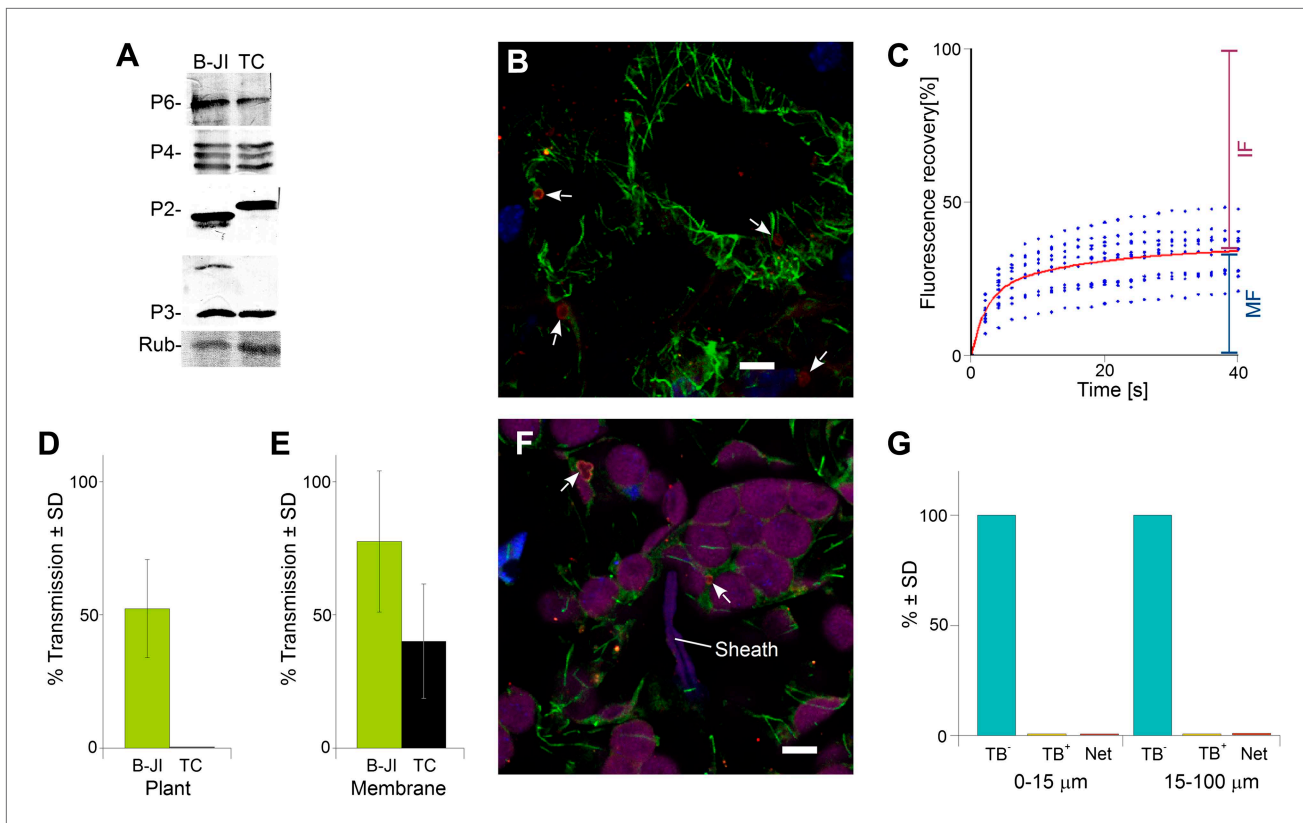 A
B-JI TC
P6-
P4-
P2-
P3-
Rub-
B
C
100
50
0
Fluorescence recovery[%]
0 20 40
Time [s]
IF
MF
D
100
50
0
% Transmission ± SD
B-JI TC
Plant
E
100
50
0
% Transmission ± SD
B-JI TC
Membrane
F
Sheath
G
100
50
0
% ± SD
TB⁻ TB⁺ Net TB⁻ TB⁺ Net
0-15 μm 15-100 μm